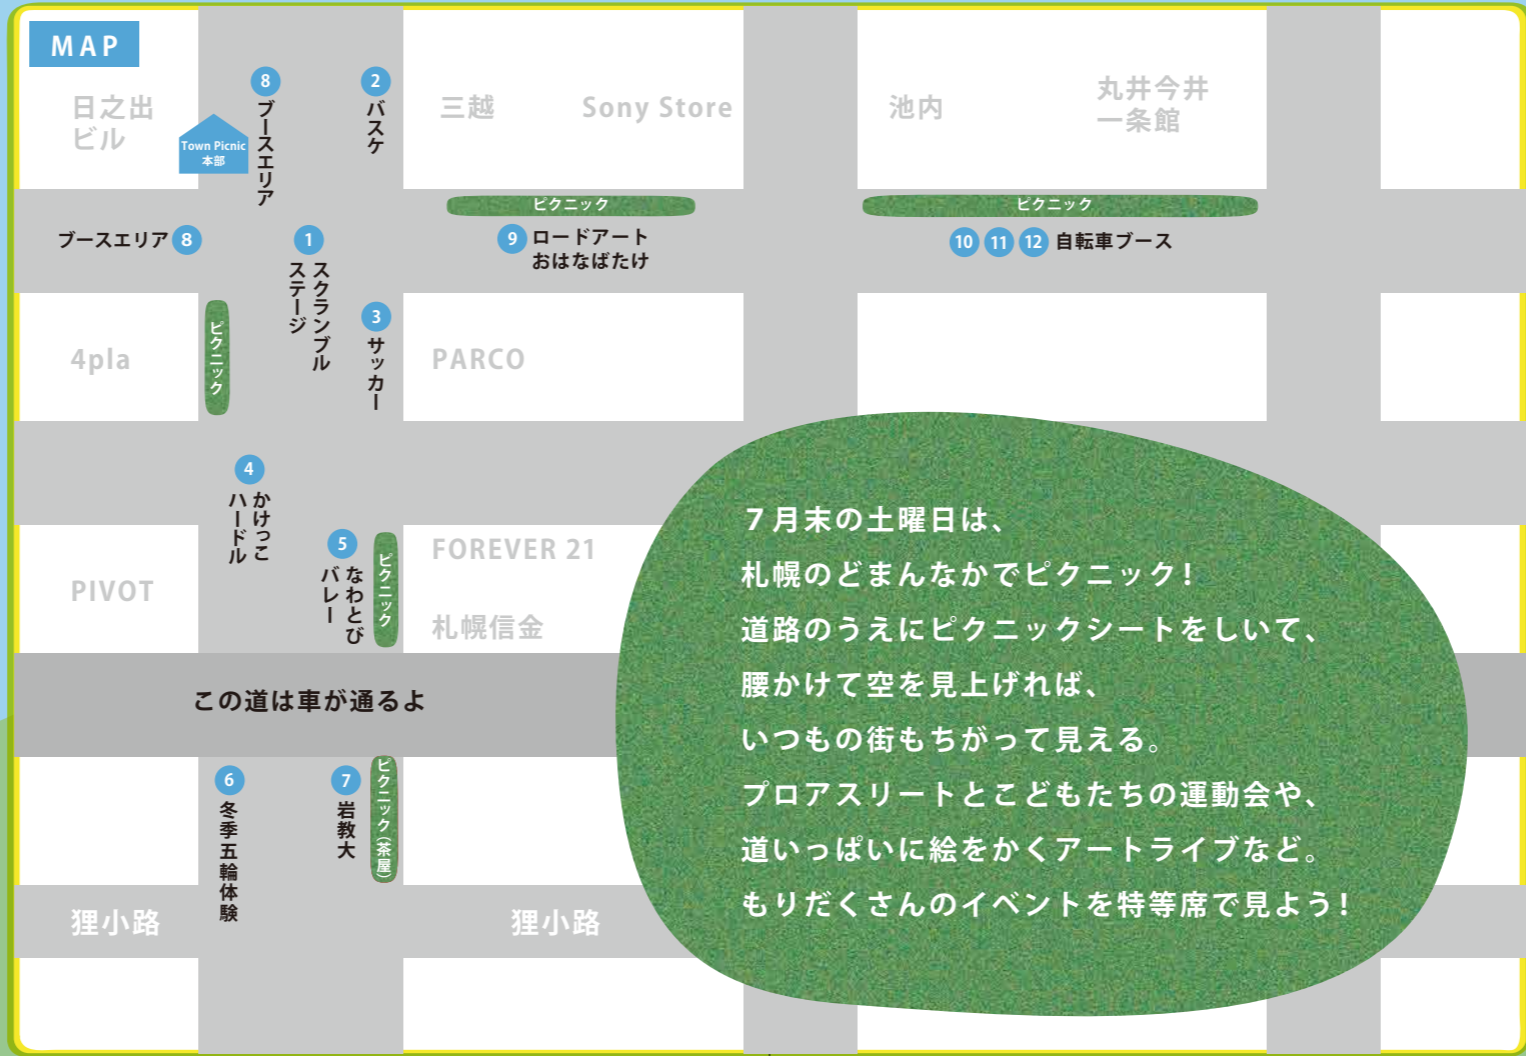 MAP
日之出
ビル
Town Picnic
本部
8
ブースエリア
2
バスケ
三越
Sony Store
池内
丸井今井
一条館
ピクニック
ピクニック
ブースエリア 8
1
スクランブル
ステージ
9 ロードアート
おはなばたけ
10 11 12 自転車ブース
4pla
ピクニック
3
サッカー
PARCO
4
かけっこ
ハードル
5
なわとび
バレー
ピクニック
FOREVER 21
札幌信金
PIVOT
この道は車が通るよ
6
冬季五輪体験
7
岩教大
ピクニック(茶屋)
狸小路
狸小路
7月末の土曜日は、
札幌のどまんなかでピクニック!
道路のうえにピクニックシートをしいて、
腰かけて空を見上げれば、
いつもの街もちがって見える。
プロアスリートとこどもたちの運動会や、
道いっぱいに絵をかくアートライブなど。
もりだくさんのイベントを特等席で見よう!